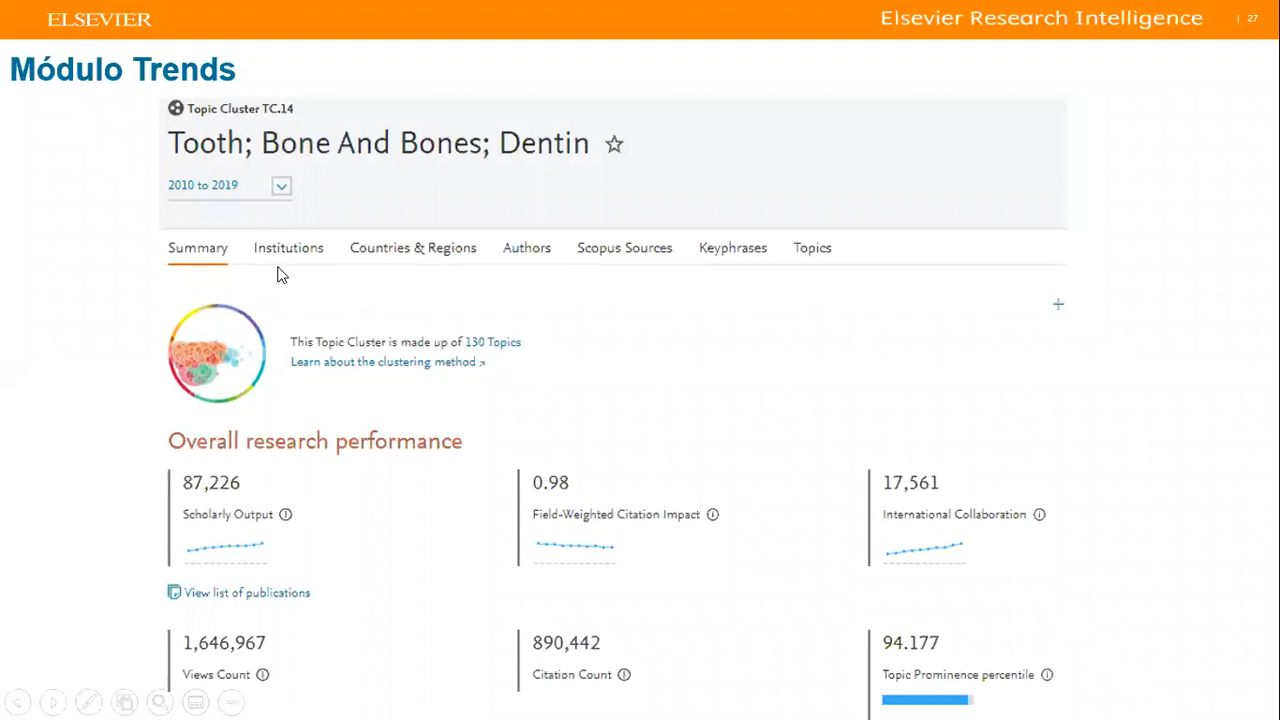 ELSEVIER
Elsevier Research Intelligence | 27
Módulo Trends
Topic Cluster TC.14
Tooth; Bone And Bones; Dentin
2010 to 2019
Summary Institutions Countries & Regions Authors Scopus Sources Keyphrases Topics
This Topic Cluster is made up of 130 Topics
Learn about the clustering method
Overall research performance
87,226 0.98 17,561
Scholarly Output Field-Weighted Citation Impact International Collaboration
View list of publications
1,646,967 890,442 94.177
Views Count Citation Count Topic Prominence percentile